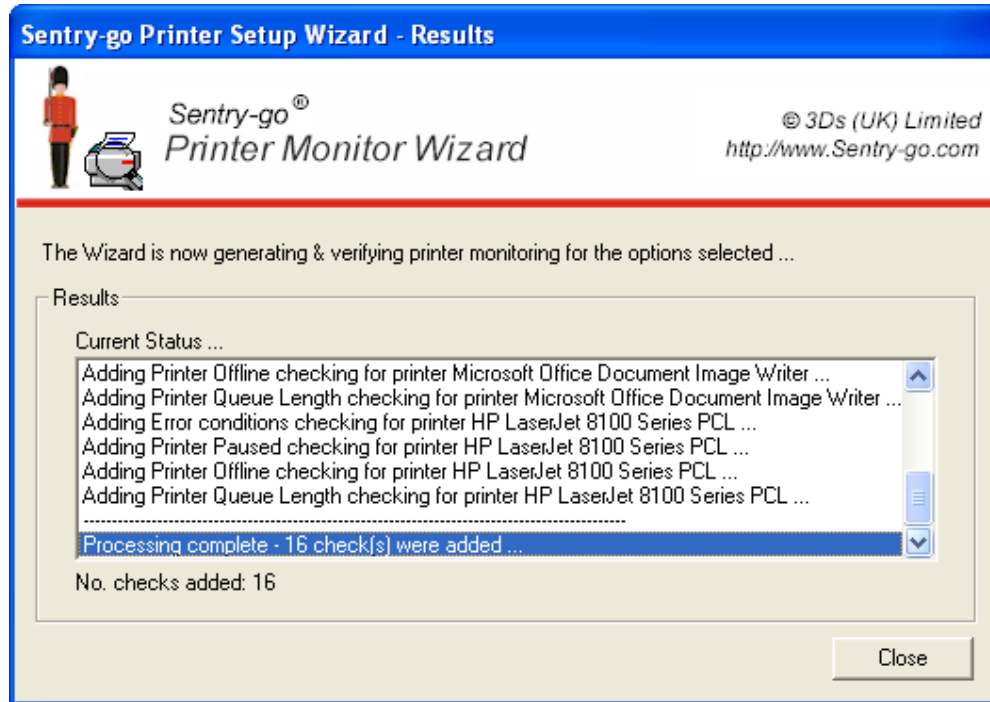 Sentry-go Printer Setup Wizard - Results
Sentry-go®
Printer Monitor Wizard
© 3Ds (UK) Limited
http://www.Sentry-go.com
The Wizard is now generating & verifying printer monitoring for the options selected ...
Results
Current Status ...
Adding Printer Offline checking for printer Microsoft Office Document Image Writer ...
Adding Printer Queue Length checking for printer Microsoft Office Document Image Writer ...
Adding Error conditions checking for printer HP LaserJet 8100 Series PCL ...
Adding Printer Paused checking for printer HP LaserJet 8100 Series PCL ...
Adding Printer Offline checking for printer HP LaserJet 8100 Series PCL ...
Adding Printer Queue Length checking for printer HP LaserJet 8100 Series PCL ...
------------------------------------------------------------------------------------------------
Processing complete - 16 check(s) were added ...
No. checks added: 16
Close